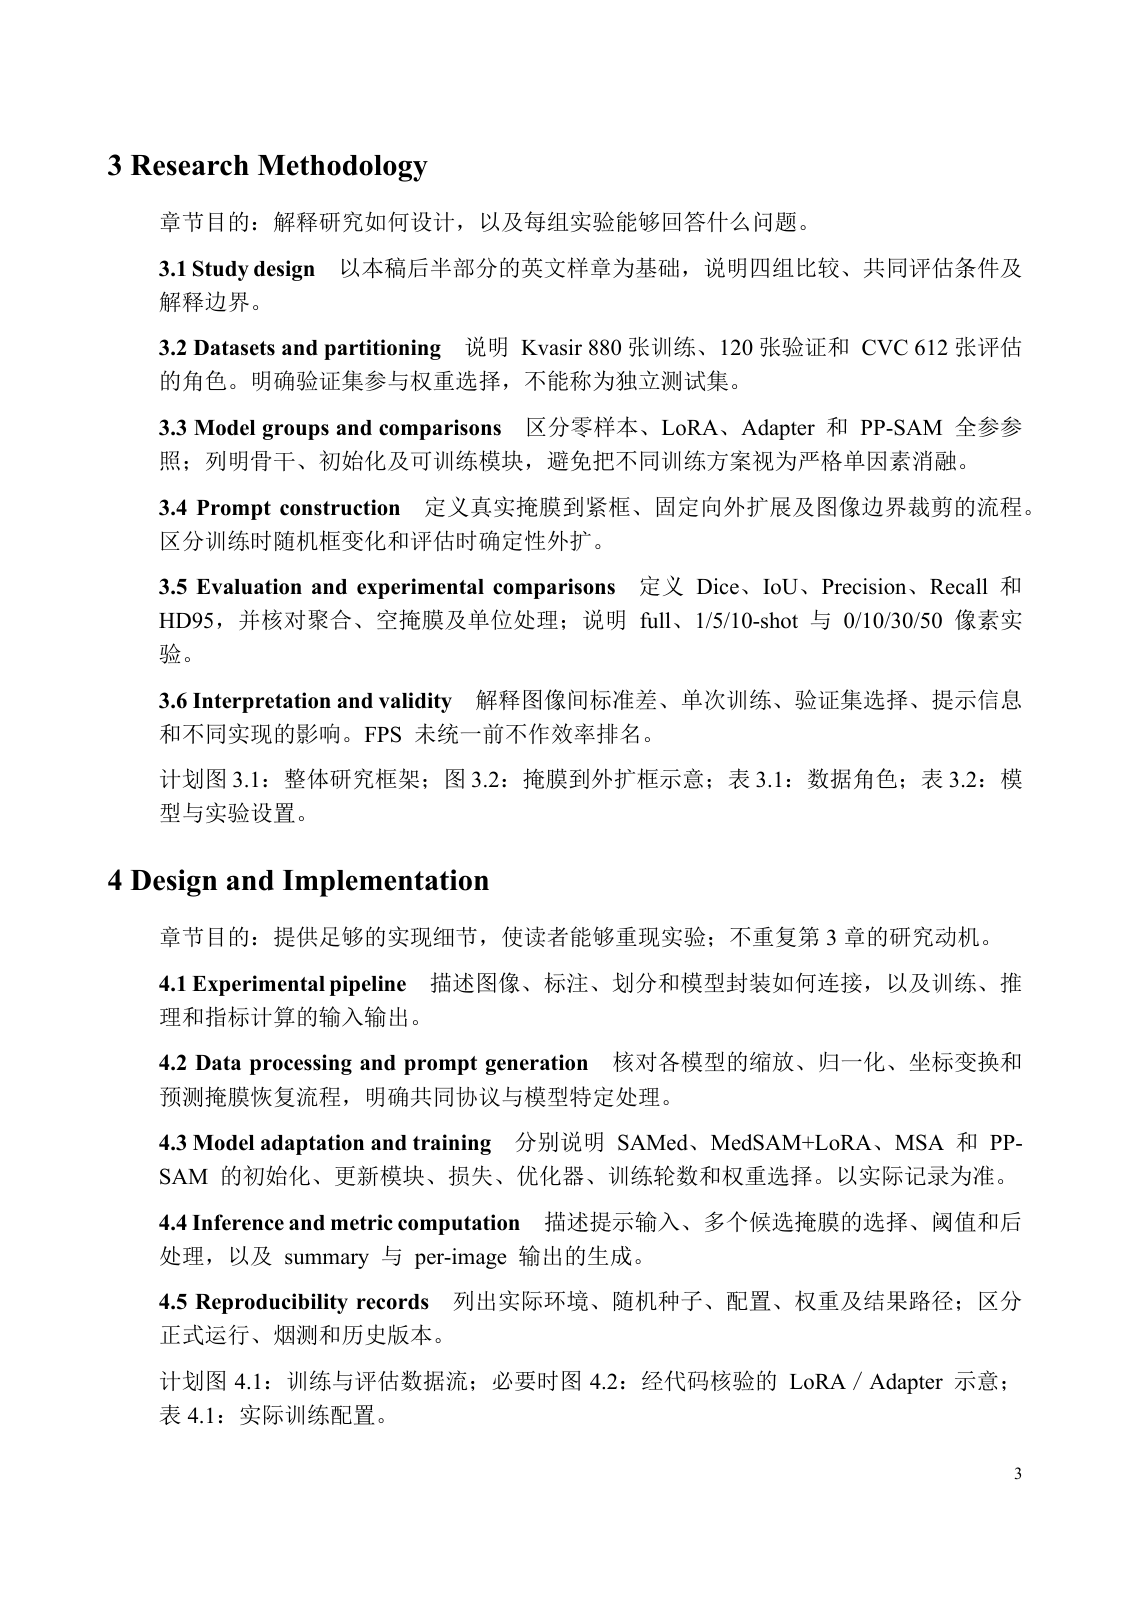 3 Research Methodology
章节目的：解释研究如何设计，以及每组实验能够回答什么问题。
3.1 Study design 以本稿后半部分的英文样章为基础，说明四组比较、共同评估条件及
解释边界。
3.2 Datasets and partitioning 说明 Kvasir 880 张训练、120 张验证和 CVC 612 张评估
的角色。明确验证集参与权重选择，不能称为独立测试集。
3.3 Model groups and comparisons 区分零样本、LoRA、Adapter 和 PP-SAM 全参参
照；列明骨干、初始化及可训练模块，避免把不同训练方案视为严格单因素消融。
3.4 Prompt construction 定义真实掩膜到紧框、固定向外扩展及图像边界裁剪的流程。
区分训练时随机框变化和评估时确定性外扩。
3.5 Evaluation and experimental comparisons 定义 Dice、IoU、Precision、Recall 和
HD95，并核对聚合、空掩膜及单位处理；说明 full、1/5/10-shot 与 0/10/30/50 像素实
验。
3.6 Interpretation and validity 解释图像间标准差、单次训练、验证集选择、提示信息
和不同实现的影响。FPS 未统一前不作效率排名。
计划图 3.1：整体研究框架；图 3.2：掩膜到外扩框示意；表 3.1：数据角色；表 3.2：模
型与实验设置。
4 Design and Implementation
章节目的：提供足够的实现细节，使读者能够重现实验；不重复第 3 章的研究动机。
4.1 Experimental pipeline 描述图像、标注、划分和模型封装如何连接，以及训练、推
理和指标计算的输入输出。
4.2 Data processing and prompt generation 核对各模型的缩放、归一化、坐标变换和
预测掩膜恢复流程，明确共同协议与模型特定处理。
4.3 Model adaptation and training 分别说明 SAMed、MedSAM+LoRA、MSA 和 PP-
SAM 的初始化、更新模块、损失、优化器、训练轮数和权重选择。以实际记录为准。
4.4 Inference and metric computation 描述提示输入、多个候选掩膜的选择、阈值和后
处理，以及 summary 与 per-image 输出的生成。
4.5 Reproducibility records 列出实际环境、随机种子、配置、权重及结果路径；区分
正式运行、烟测和历史版本。
计划图 4.1：训练与评估数据流；必要时图 4.2：经代码核验的 LoRA／Adapter 示意；
表 4.1：实际训练配置。
3